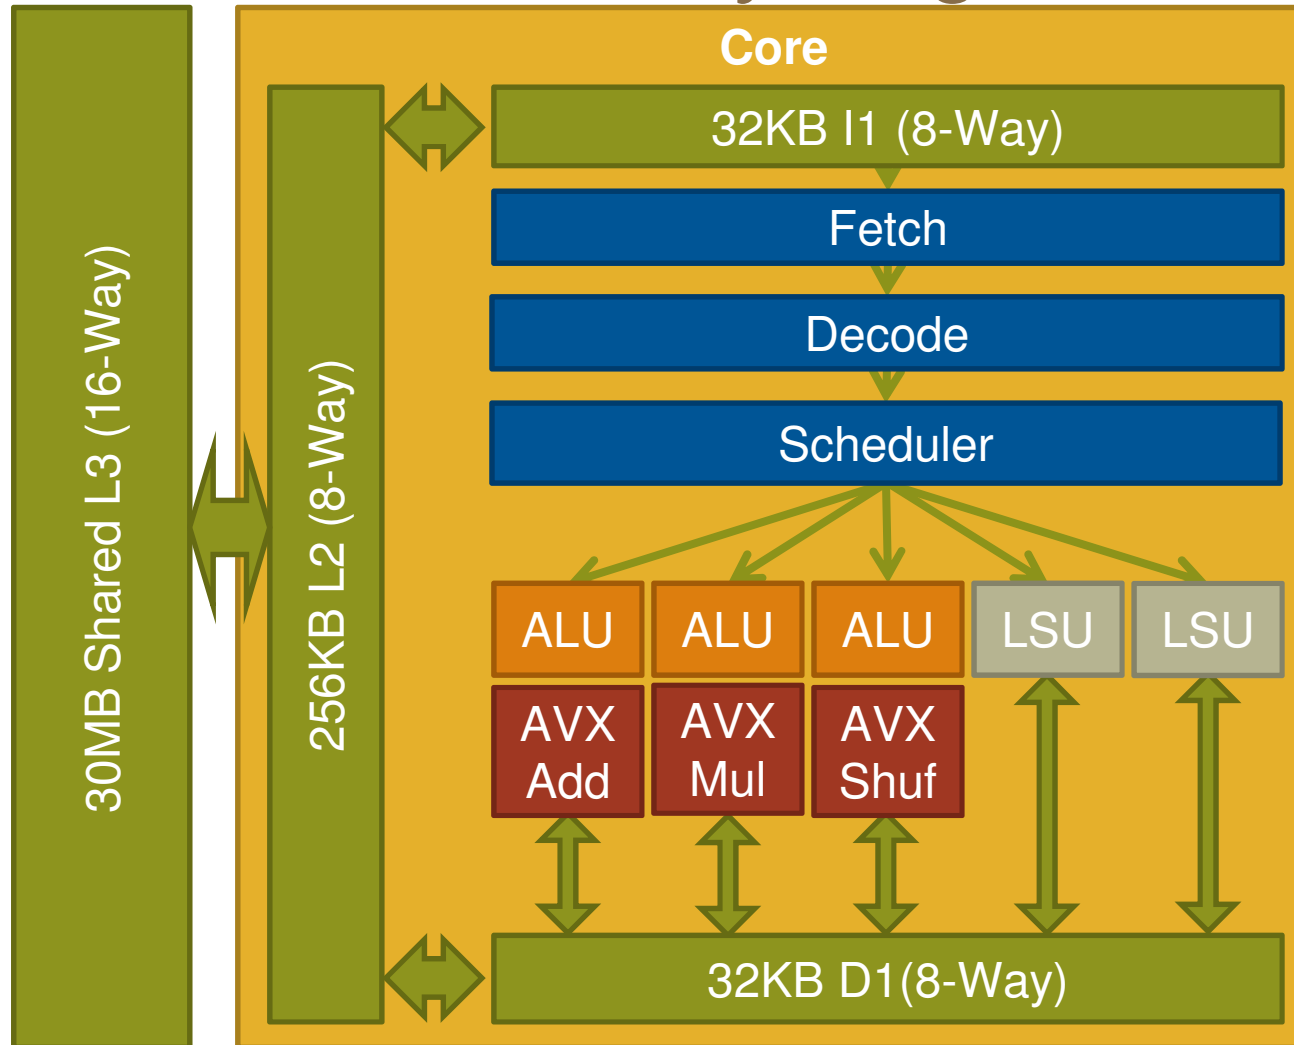 Core
30MB Shared L3 (16-Way)
256KB L2 (8-Way)
32KB I1 (8-Way)
Fetch
Decode
Scheduler
ALU
ALU
ALU
LSU
LSU
AVX
Add
AVX
Mul
AVX
Shuf
32KB D1(8-Way)